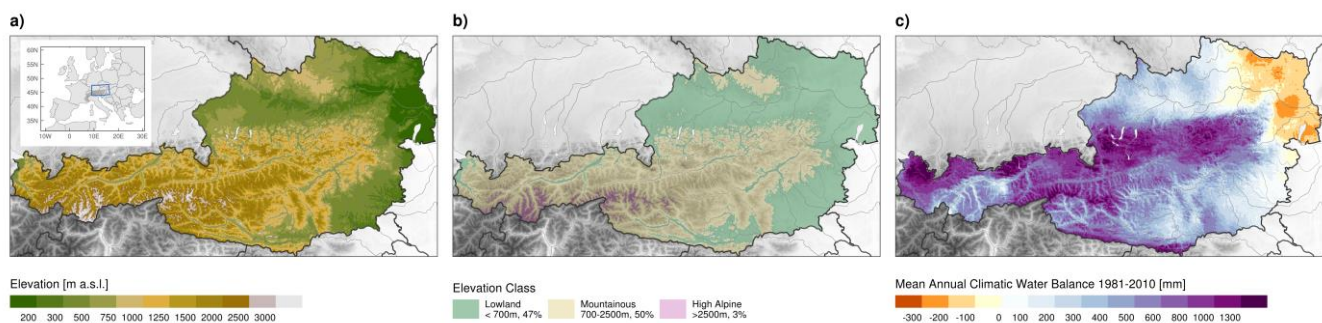 a)
60N
55N
50N
45N
40N
35N
10W 0 10E 20E 30E
Elevation [m a.s.l.]
200 300 500 750 1000 1250 1500 2000 2500 3000
b)
Elevation Class
Lowland
< 700m, 47%
Mountainous
700-2500m, 50%
High Alpine
>2500m, 3%
c)
Mean Annual Climatic Water Balance 1981-2010 [mm]
-300 -200 -100 0 100 200 300 400 500 600 800 1000 1300